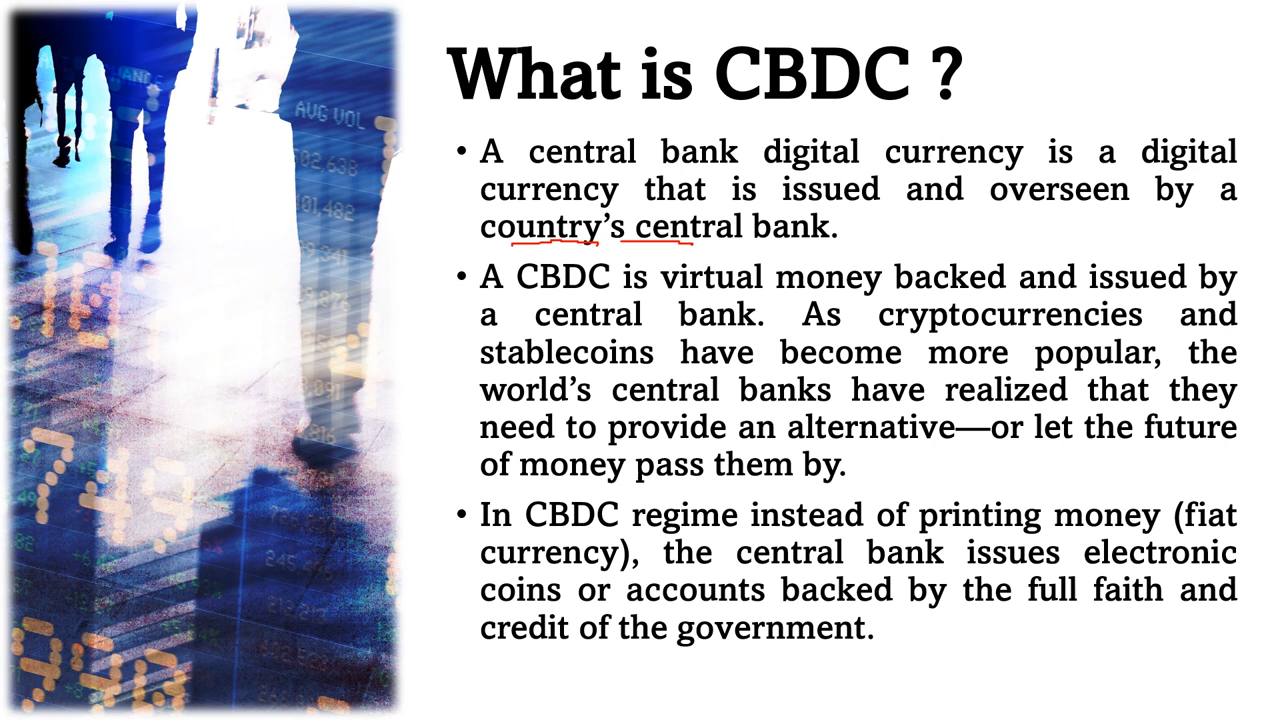 What is CBDC ?
• A central bank digital currency is a digital
currency that is issued and overseen by a
country’s central bank.
• A CBDC is virtual money backed and issued by
a central bank. As cryptocurrencies and
stablecoins have become more popular, the
world’s central banks have realized that they
need to provide an alternative—or let the future
of money pass them by.
• In CBDC regime instead of printing money (fiat
currency), the central bank issues electronic
coins or accounts backed by the full faith and
credit of the government.
AVG VOL